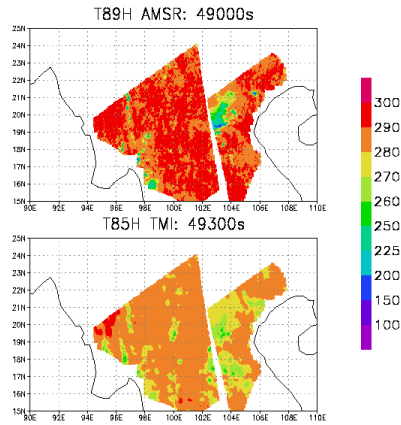 T89H AMSR: 49000s
25N
24N
23N
22N
21N
20N
19N
18N
17N
16N
15N
90E 92E 94E 96E 98E 100E 102E 104E 106E 108E 110E
T85H TMI: 49300s
25N
24N
23N
22N
21N
20N
19N
18N
17N
16N
15N
90E 92E 94E 96E 98E 100E 102E 104E 106E 108E 110E
300
290
280
270
260
250
225
200
150
100